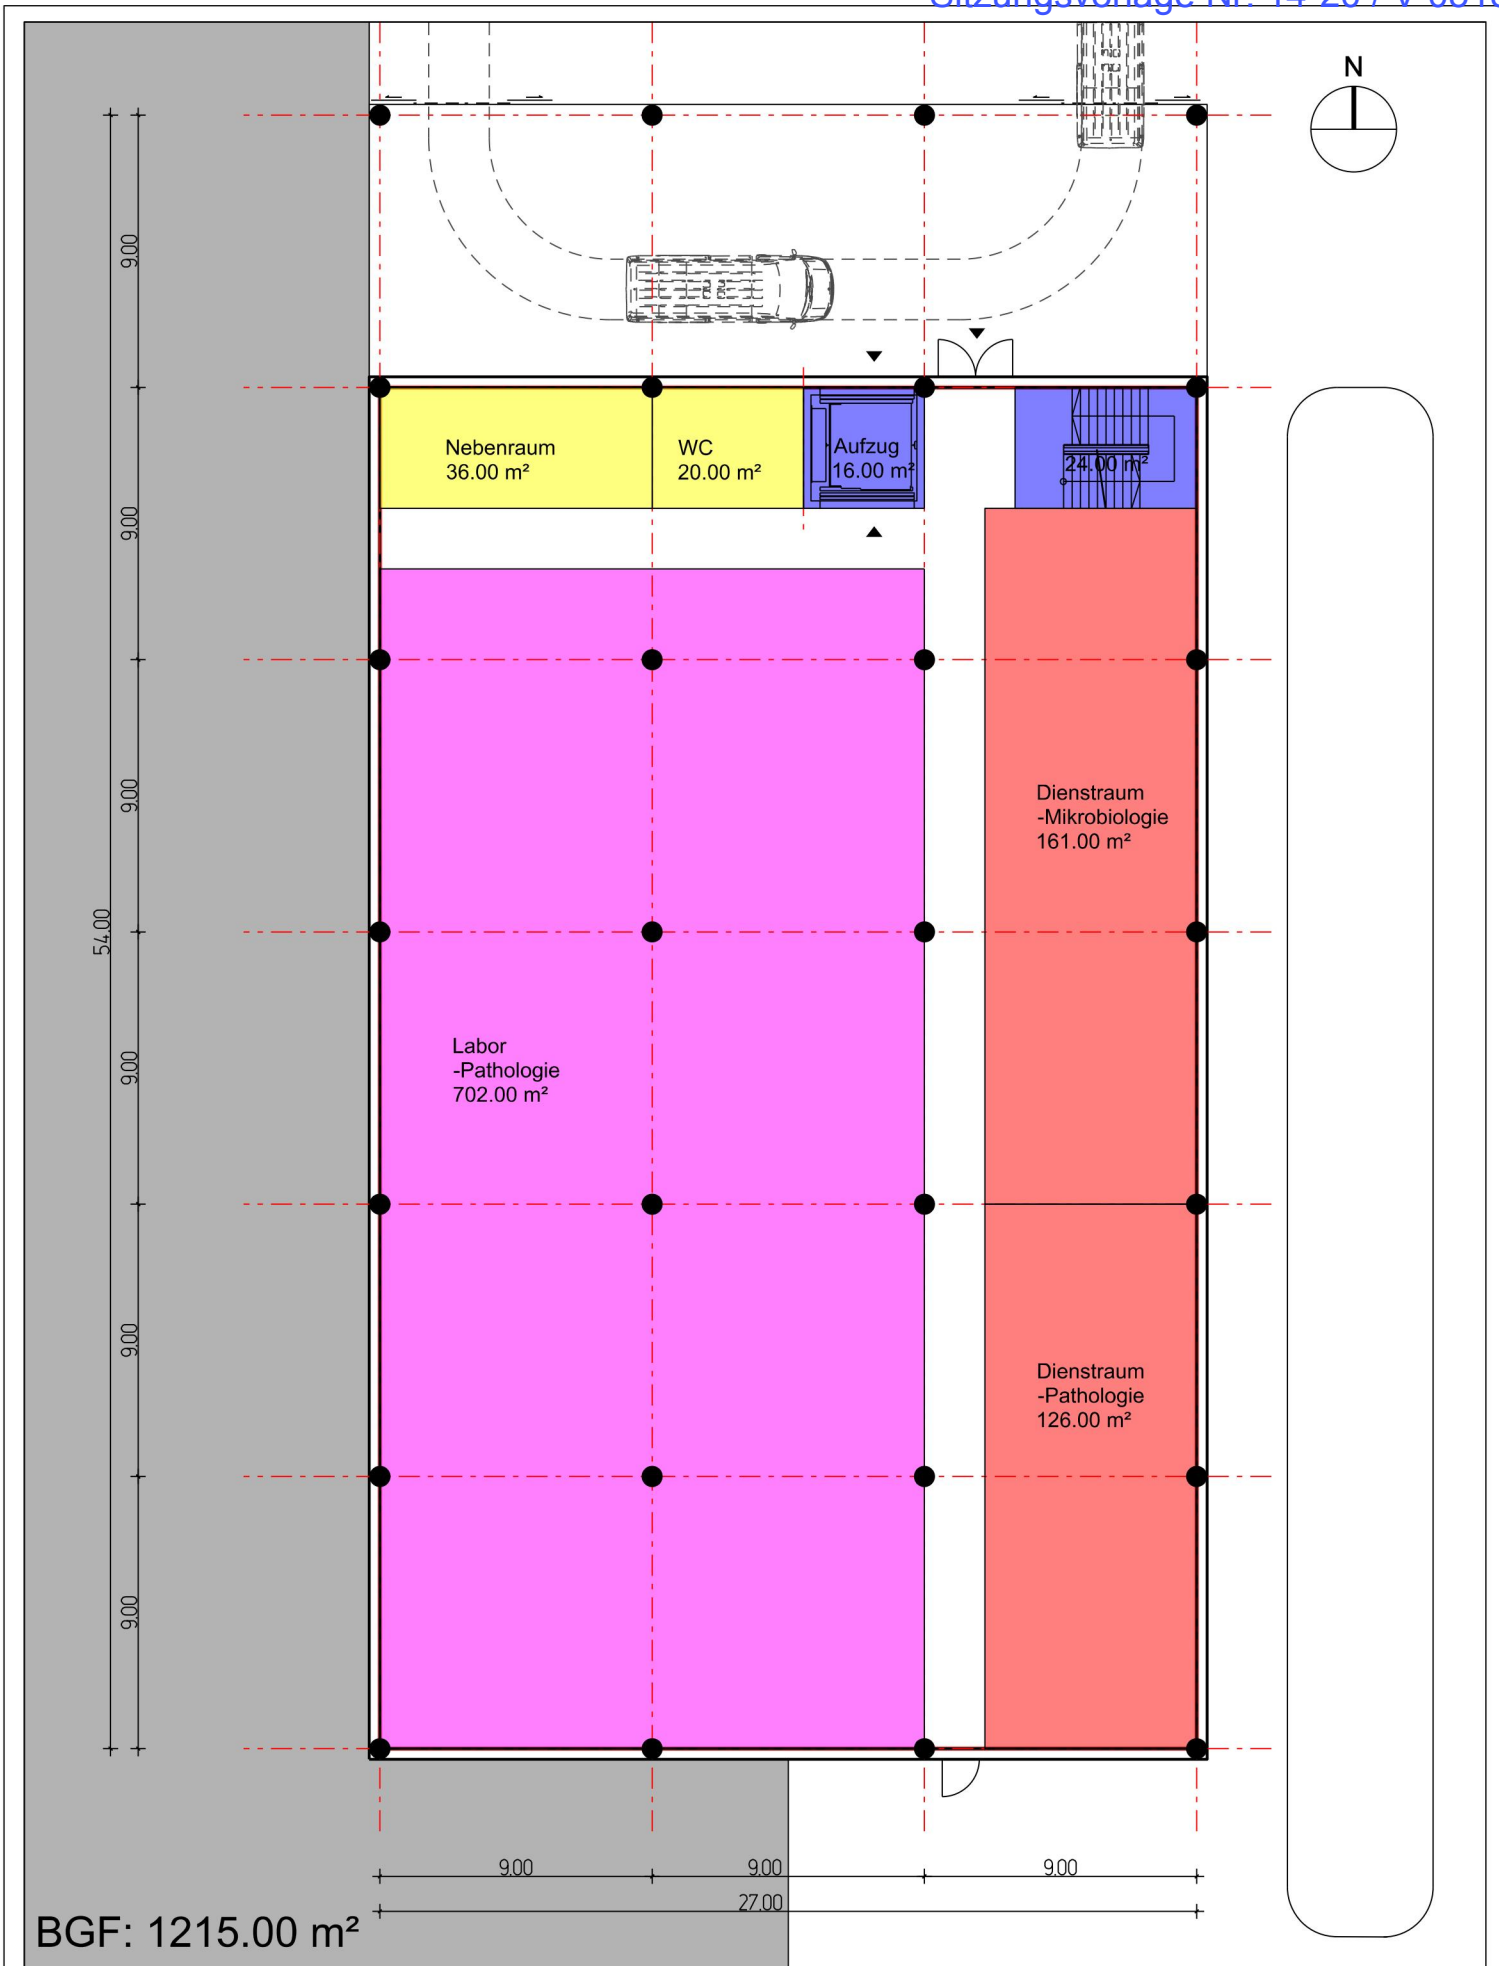 N
9.00
Nebenraum
36.00 m²
WC
20.00 m²
Aufzug
16.00 m²
24.00 m²
9.00
9.00
Dienstraum
-Mikrobiologie
161.00 m²
54.00
9.00
Labor
-Pathologie
702.00 m²
9.00
Dienstraum
-Pathologie
126.00 m²
9.00
9.00 9.00 9.00
27.00
BGF: 1215.00 m²